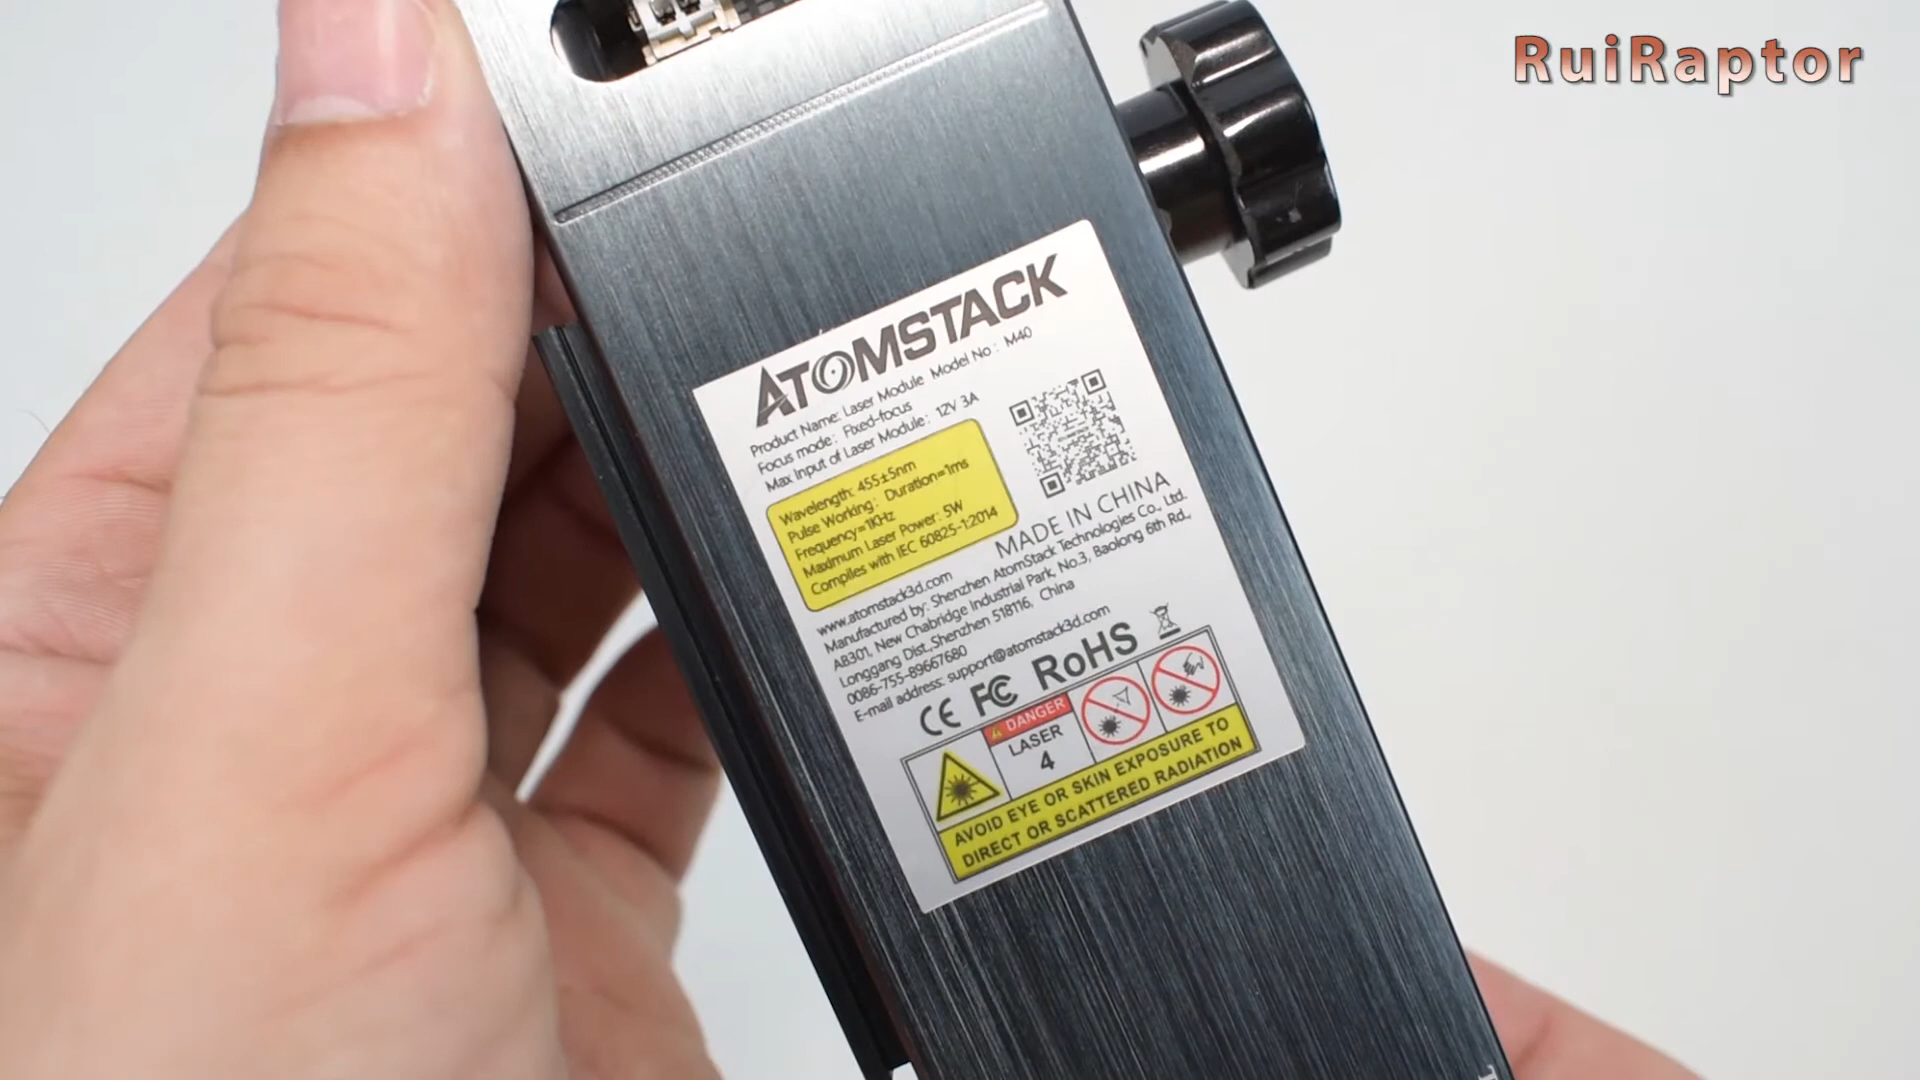 RuiRaptor
ATOMSTACK
Product Name: Laser Module Model No : M40
Focus mode: Fixed-focus
Max Input of Laser Module: 12V 3A
Wavelength: 455±5nm
Pulse Working: Duration=1ms
Frequency=1KHz
Maximum Laser Power: 5W
Compiles with IEC 60825-1:2014
MADE IN CHINA
www.atomstack3d.com
Manufactured by: Shenzhen AtomStack Technologies Co., Ltd.
AB301, New Chabridge Industrial Park, No.3, Baolong 6th Rd.,
Longgang Dist.,Shenzhen 518116, China
0086-755-89667680
E-mail address: support@atomstack3d.com
CE FC RoHS
DANGER
LASER
4
AVOID EYE OR SKIN EXPOSURE TO
DIRECT OR SCATTERED RADIATION